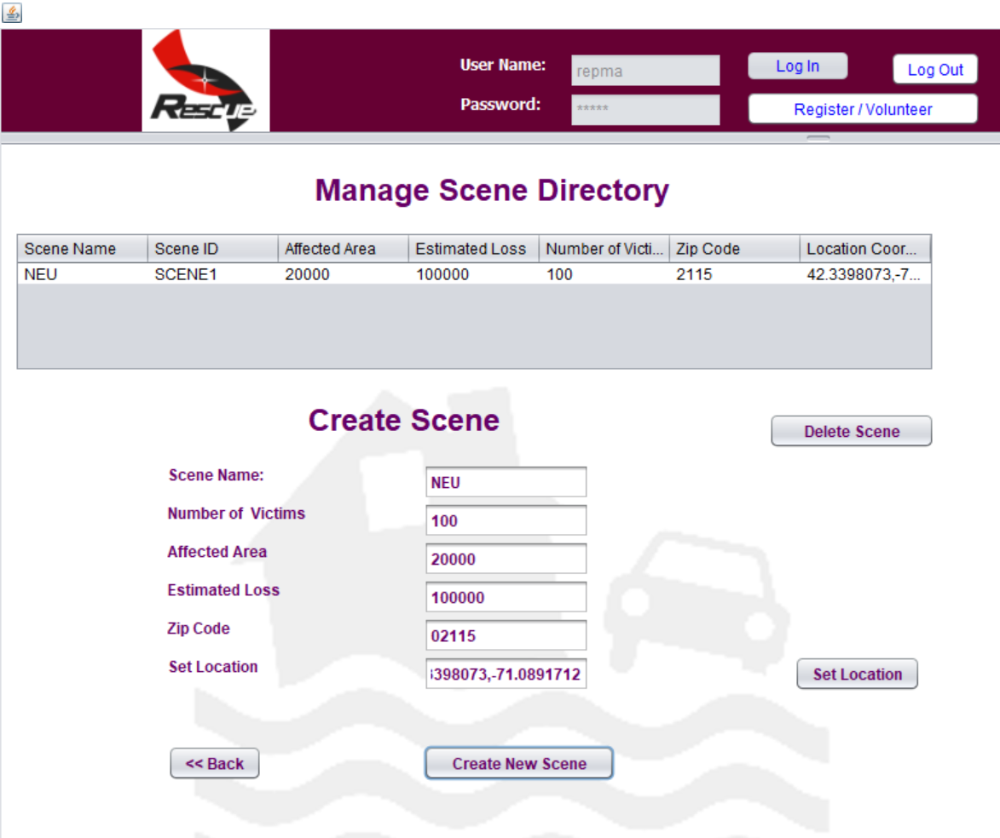 Rescue
User Name:
repma
Log In
Log Out
Password:
*****
Register / Volunteer
Manage Scene Directory
Scene Name Scene ID Affected Area Estimated Loss Number of Victi... Zip Code Location Coor...
NEU SCENE1 20000 100000 100 2115 42.3398073,-7...
Create Scene
Delete Scene
Scene Name: NEU
Number of Victims 100
Affected Area 20000
Estimated Loss 100000
Zip Code 02115
Set Location 398073,-71.0891712 Set Location
<< Back Create New Scene